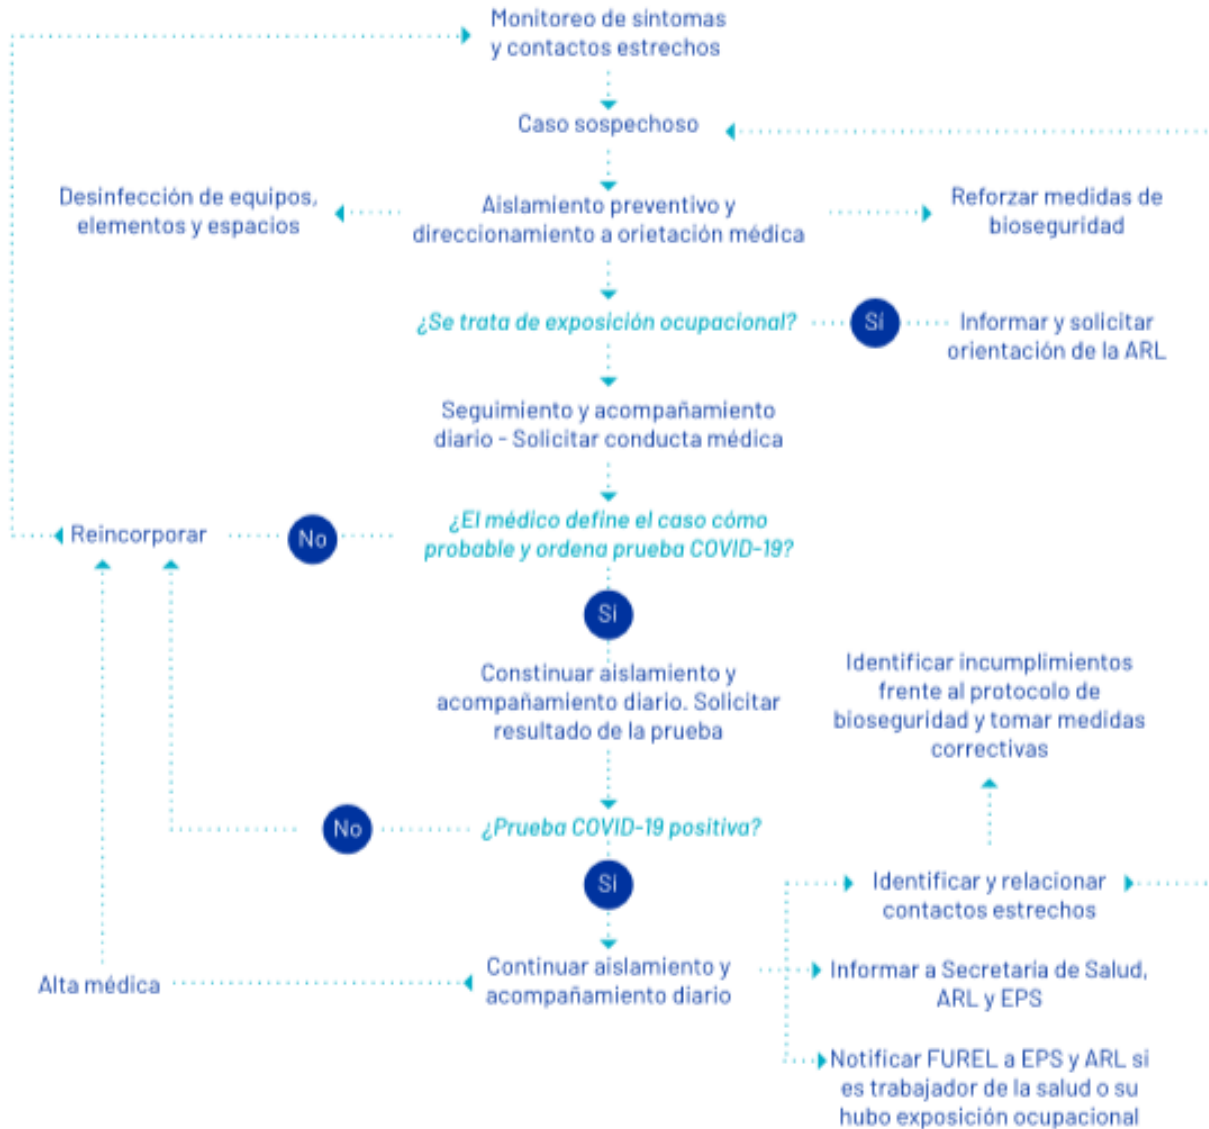 Monitoreo de síntomas
y contactos estrechos
Caso sospechoso
Desinfección de equipos,
elementos y espacios
Aislamiento preventivo y
direccionamiento a orietación médica
Reforzar medidas de
bioseguridad
¿Se trata de exposición ocupacional?
Sí
Informar y solicitar
orientación de la ARL
Seguimiento y acompañamiento
diario - Solicitar conducta médica
Reincorporar
No
¿El médico define el caso cómo
probable y ordena prueba COVID-19?
Sí
Constinuar aislamiento y
acompañamiento diario. Solicitar
resultado de la prueba
Identificar incumplimientos
frente al protocolo de
bioseguridad y tomar medidas
correctivas
No
¿Prueba COVID-19 positiva?
Sí
Identificar y relacionar
contactos estrechos
Alta médica
Continuar aislamiento y
acompañamiento diario
Informar a Secretaría de Salud,
ARL y EPS
Notificar FUREL a EPS y ARL si
es trabajador de la salud o su
hubo exposición ocupacional